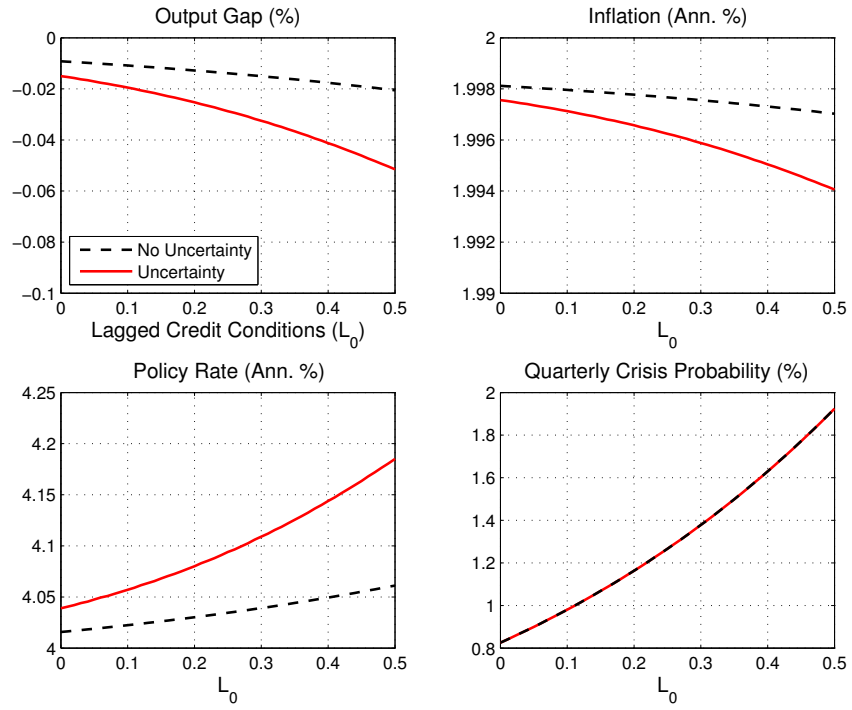 Output Gap (%)
0
−0.02
−0.04
−0.06
−0.08
−0.1
No Uncertainty
Uncertainty
0 0.1 0.2 0.3 0.4 0.5
Lagged Credit Conditions (L0)
Inflation (Ann. %)
2
1.998
1.996
1.994
1.992
1.99
0 0.1 0.2 0.3 0.4 0.5
L0
Policy Rate (Ann. %)
4.25
4.2
4.15
4.1
4.05
4
0 0.1 0.2 0.3 0.4 0.5
L0
Quarterly Crisis Probability (%)
2
1.8
1.6
1.4
1.2
1
0.8
0 0.1 0.2 0.3 0.4 0.5
L0